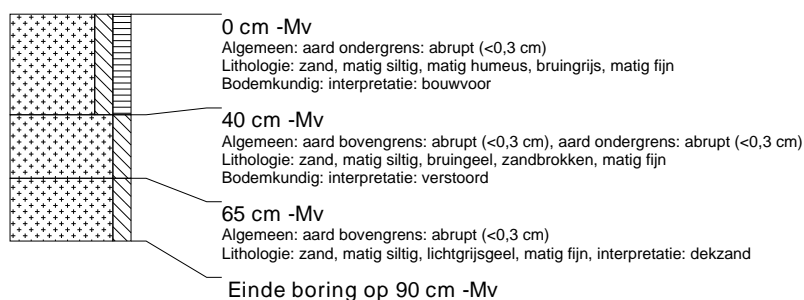 0 cm -Mv
Algemeen: aard ondergrens: abrupt (<0,3 cm)
Lithologie: zand, matig siltig, matig humeus, bruingrijs, matig fijn
Bodemkundig: interpretatie: bouwvoor
40 cm -Mv
Algemeen: aard bovengrens: abrupt (<0,3 cm), aard ondergrens: abrupt (<0,3 cm)
Lithologie: zand, matig siltig, bruingeel, zandbrokken, matig fijn
Bodemkundig: interpretatie: verstoord
65 cm -Mv
Algemeen: aard bovengrens: abrupt (<0,3 cm)
Lithologie: zand, matig siltig, lichtgrijsgeel, matig fijn, interpretatie: dekzand
Einde boring op 90 cm -Mv